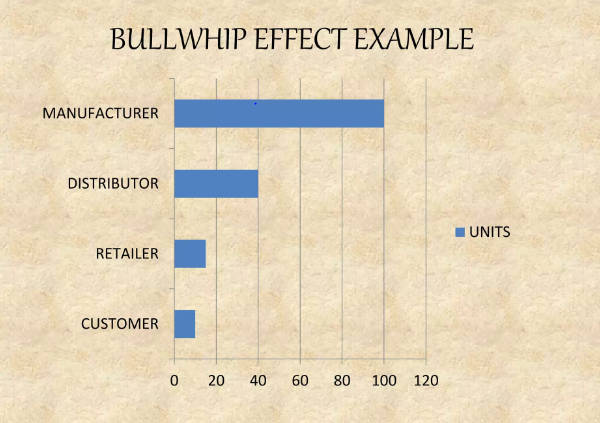 BULLWHIP EFFECT EXAMPLE
MANUFACTURER
DISTRIBUTOR
RETAILER
CUSTOMER
UNITS
0 20 40 60 80 100 120